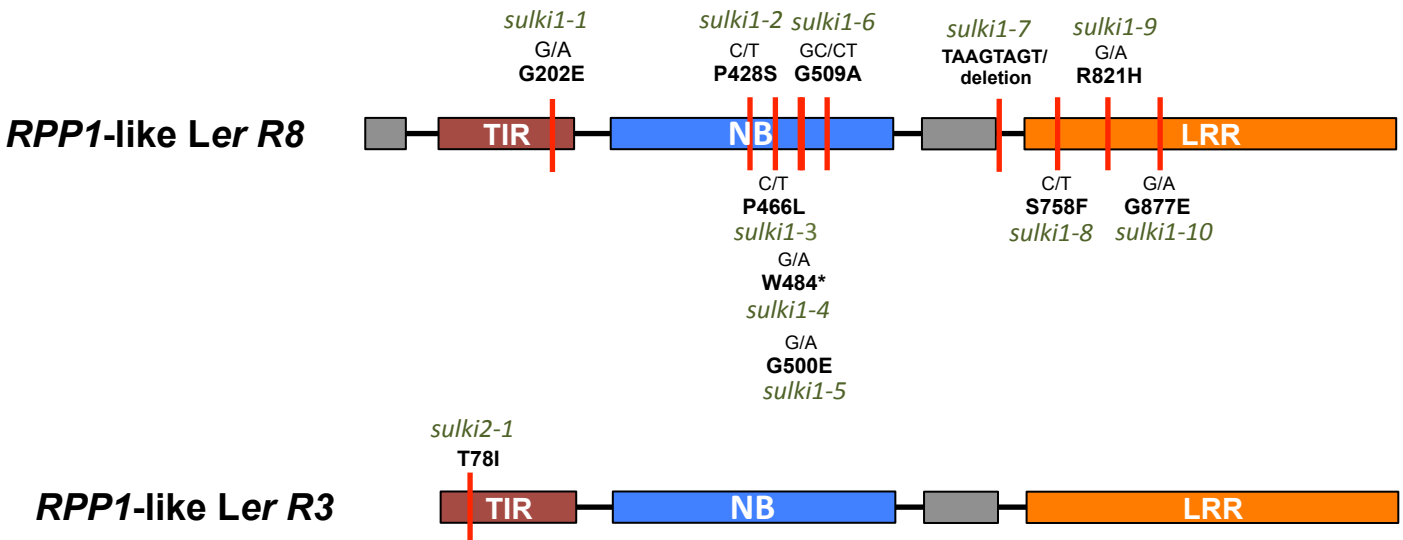 sulki1-1
G/A
G202E
sulki1-2
C/T
P428S
sulki1-6
GC/CT
G509A
sulki1-7
TAAGTAGT/
deletion
sulki1-9
G/A
R821H
RPP1-like Ler R8
TIR
NB
LRR
C/T
P466L
sulki1-3
G/A
W484*
sulki1-4
G/A
G500E
sulki1-5
C/T
S758F
sulki1-8
G/A
G877E
sulki1-10
sulki2-1
T78I
RPP1-like Ler R3
TIR
NB
LRR